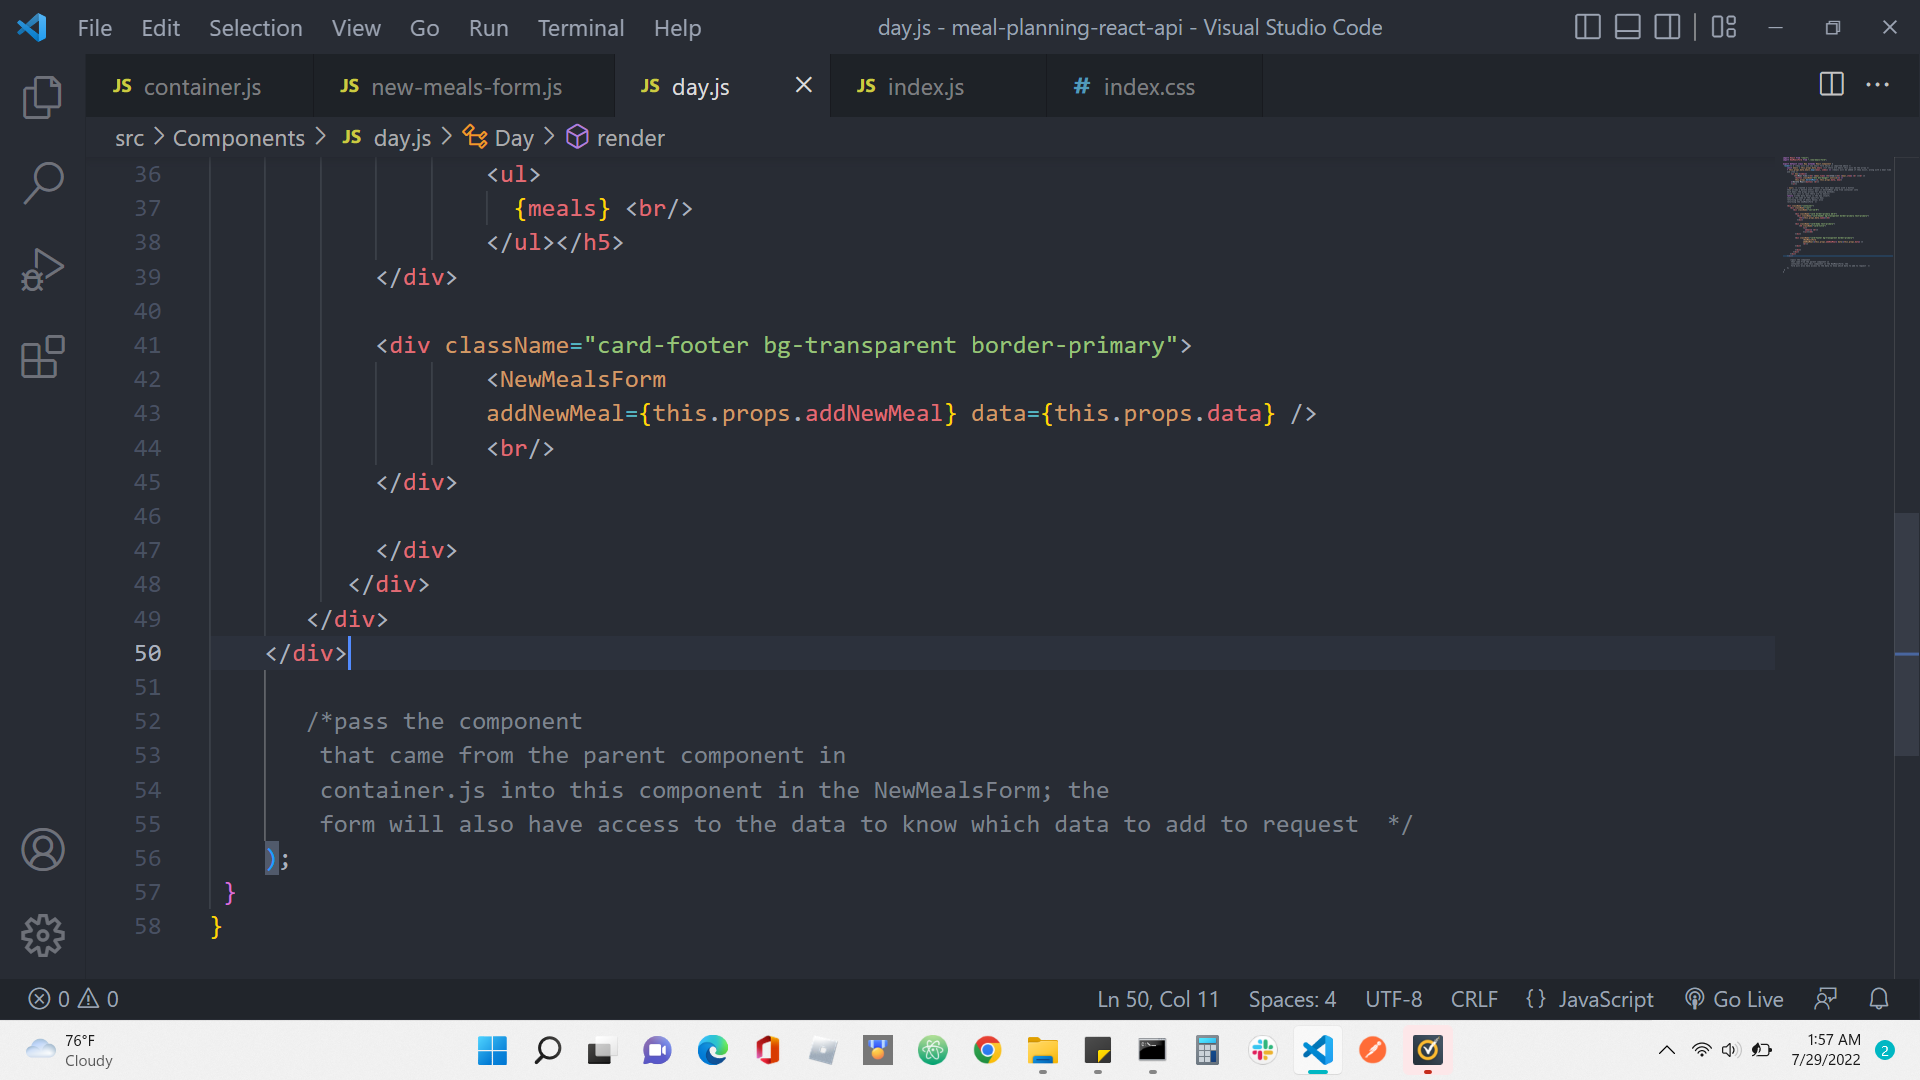 File Edit Selection View Go Run Terminal Help day.js - meal-planning-react-api - Visual Studio Code
JS container.js JS new-meals-form.js JS day.js JS index.js # index.css
src > Components > JS day.js > Day > render
36 <ul>
37 {meals} <br/>
38 </ul></h5>
39 </div>
40
41 <div className="card-footer bg-transparent border-primary">
42 <NewMealsForm
43 addNewMeal={this.props.addNewMeal} data={this.props.data} />
44 <br/>
45 </div>
46
47 </div>
48 </div>
49 </div>
50 </div>
51
52 /*pass the component
53 that came from the parent component in
54 container.js into this component in the NewMealsForm; the
55 form will also have access to the data to know which data to add to request */
56 );
57 }
58 }
0 0 Ln 50, Col 11 Spaces: 4 UTF-8 CRLF {} JavaScript Go Live
76°F
Cloudy
1:57 AM
7/29/2022
2